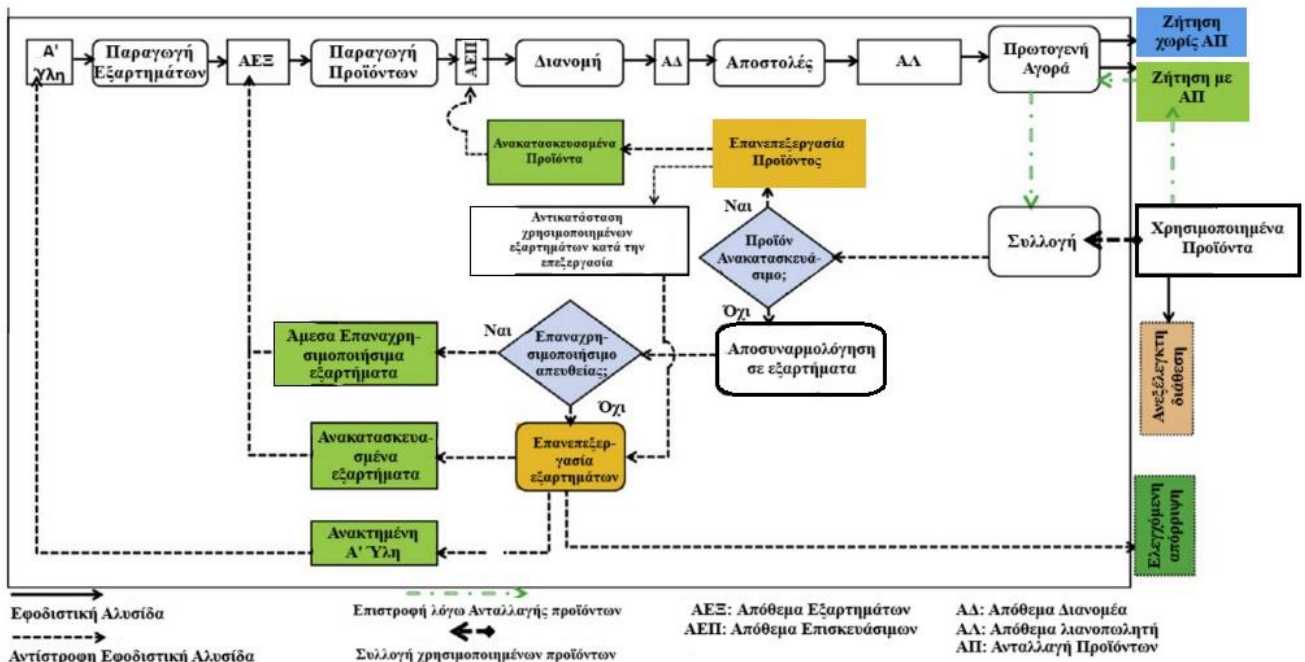 Α' Ύλη
Παραγωγή
Εξαρτημάτων
ΑΕΞ
Παραγωγή
Προϊόντων
ΑΕΠ
Διανομή
ΑΔ
Αποστολές
ΑΛ
Πρωτογενή
Αγορά
Ζήτηση
χωρίς ΑΠ
Ζήτηση με
ΑΠ
Ανακατασκευασμένα
Προϊόντα
Επανεπεξεργασία
Προϊόντος
Ναι
Αντικατάσταση
χρησιμοποιημένων
εξαρτημάτων κατά την
επεξεργασία
Προϊόν
Ανακατασκευά-
σιμο;
Συλλογή
Χρησιμοποιημένα
Προϊόντα
Όχι
Άμεσα Επαναχρη-
σιμοποιήσιμα
εξαρτήματα
Ναι
Επαναχρη-
σιμοποιήσιμο
απευθείας;
Αποσυναρμολόγηση
σε εξαρτήματα
Ανεξέλεγκτη
διάθεση
Όχι
Ανακατασκευα-
σμένα
εξαρτήματα
Επανεπεξερ-
γασία
εξαρτημάτων
Ανακτημένη
Α' Ύλη
Ελεγχόμενη
απόρριψη
Εφοδιστική Αλυσίδα
Αντίστροφη Εφοδιστική Αλυσίδα
Επιστροφή λόγω Ανταλλαγής προϊόντων
Συλλογή χρησιμοποιημένων προϊόντων
ΑΕΞ: Απόθεμα Εξαρτημάτων
ΑΕΠ: Απόθεμα Επισκευάσιμων
ΑΔ: Απόθεμα Διανομέα
ΑΛ: Απόθεμα λιανοπωλητή
ΑΠ: Ανταλλαγή Προϊόντων